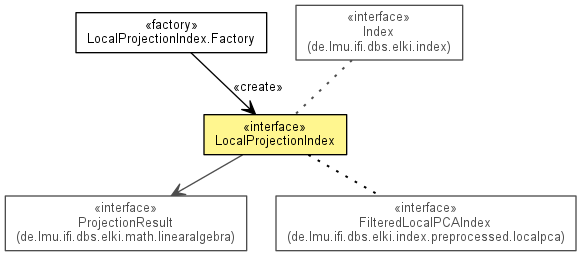 «factory»
LocalProjectionIndex.Factory
«interface»
Index
(de.lmu.ifi.dbs.elki.index)
«create»
«interface»
LocalProjectionIndex
«interface»
ProjectionResult
(de.lmu.ifi.dbs.elki.math.linearalgebra)
«interface»
FilteredLocalPCAIndex
(de.lmu.ifi.dbs.elki.index.preprocessed.localpca)